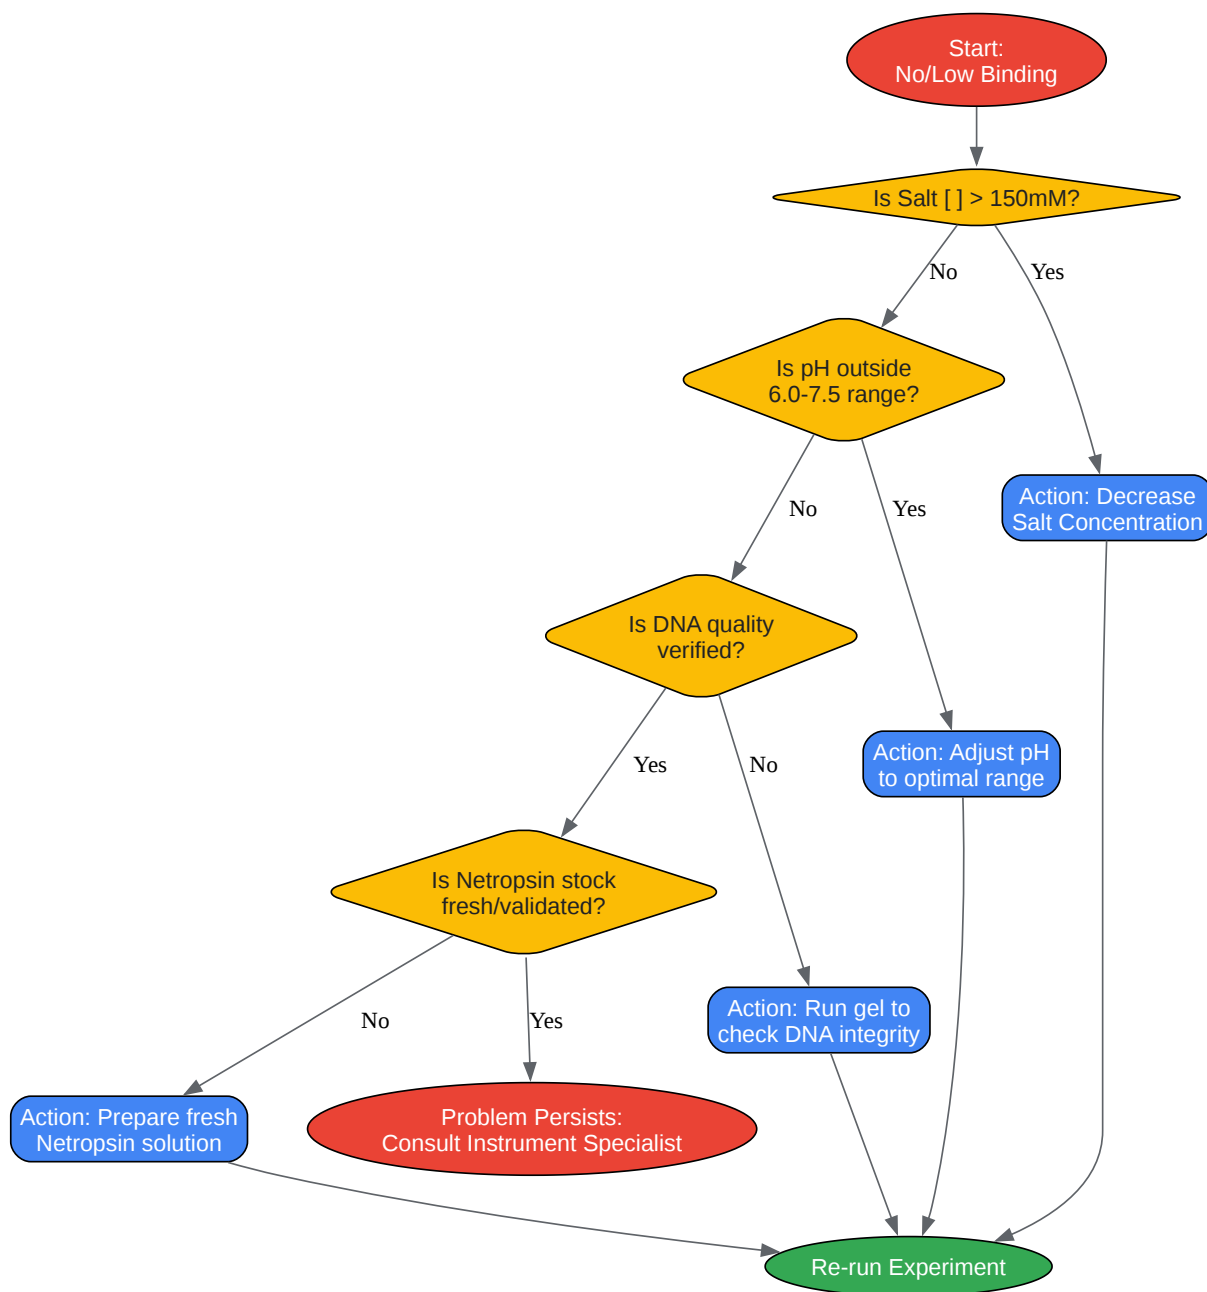 Start:
No/Low Binding
Is Salt [ ] > 150mM?
No
Yes
Is pH outside
6.0-7.5 range?
Action: Decrease
Salt Concentration
No
Yes
Is DNA quality
verified?
Action: Adjust pH
to optimal range
Yes
No
Is Netropsin stock
fresh/validated?
Action: Run gel to
check DNA integrity
No
Yes
Action: Prepare fresh
Netropsin solution
Problem Persists:
Consult Instrument Specialist
Re-run Experiment